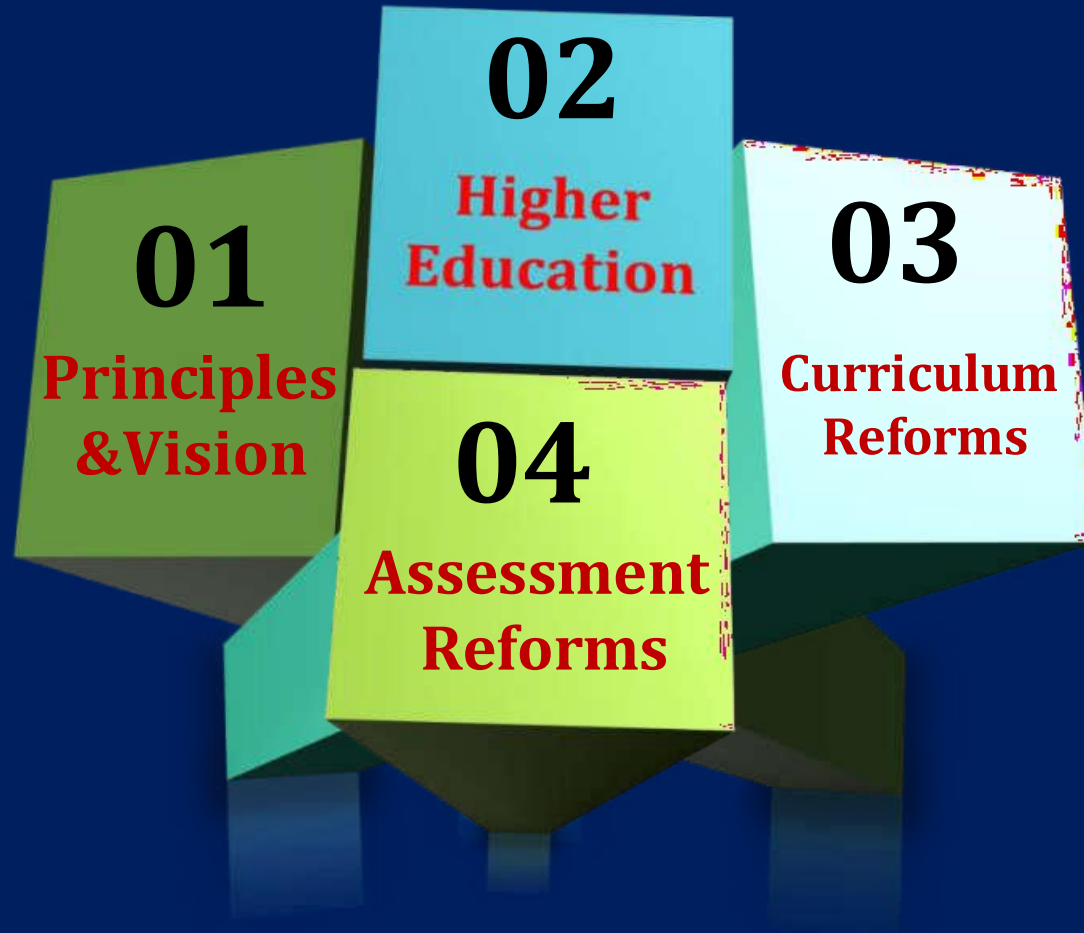 01
Principles
&Vision
02
Higher
Education
03
Curriculum
Reforms
04
Assessment
Reforms